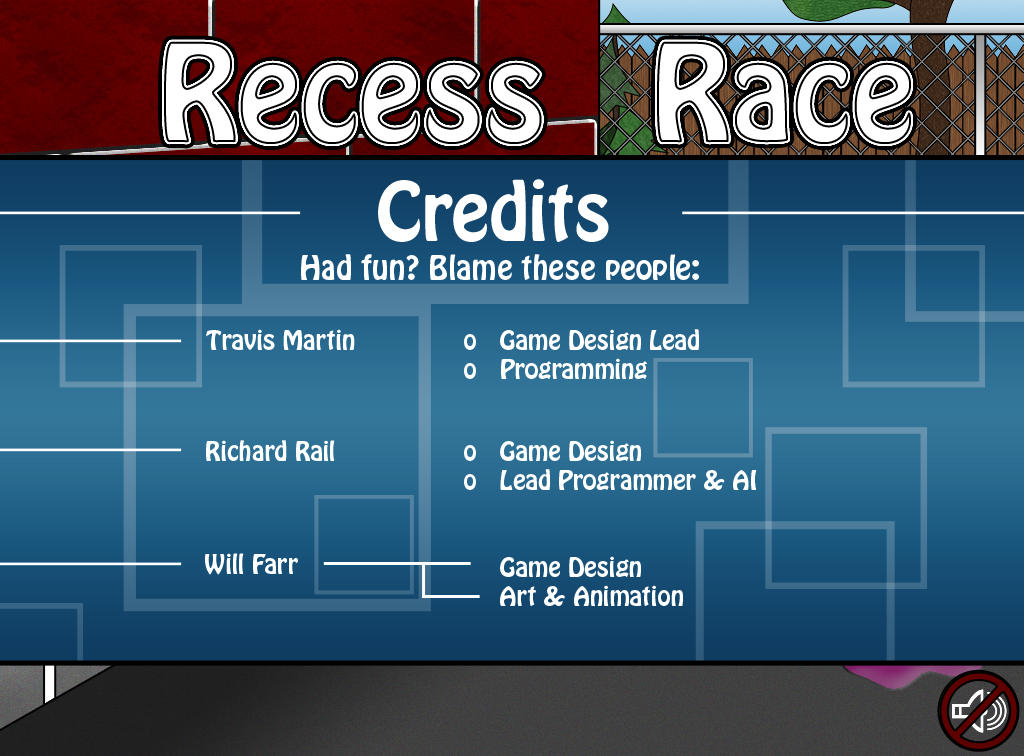 Recess Race
Credits
Had fun? Blame these people:
Travis Martin
o Game Design Lead
o Programming
Richard Rail
o Game Design
o Lead Programmer & AI
Will Farr
Game Design
Art & Animation